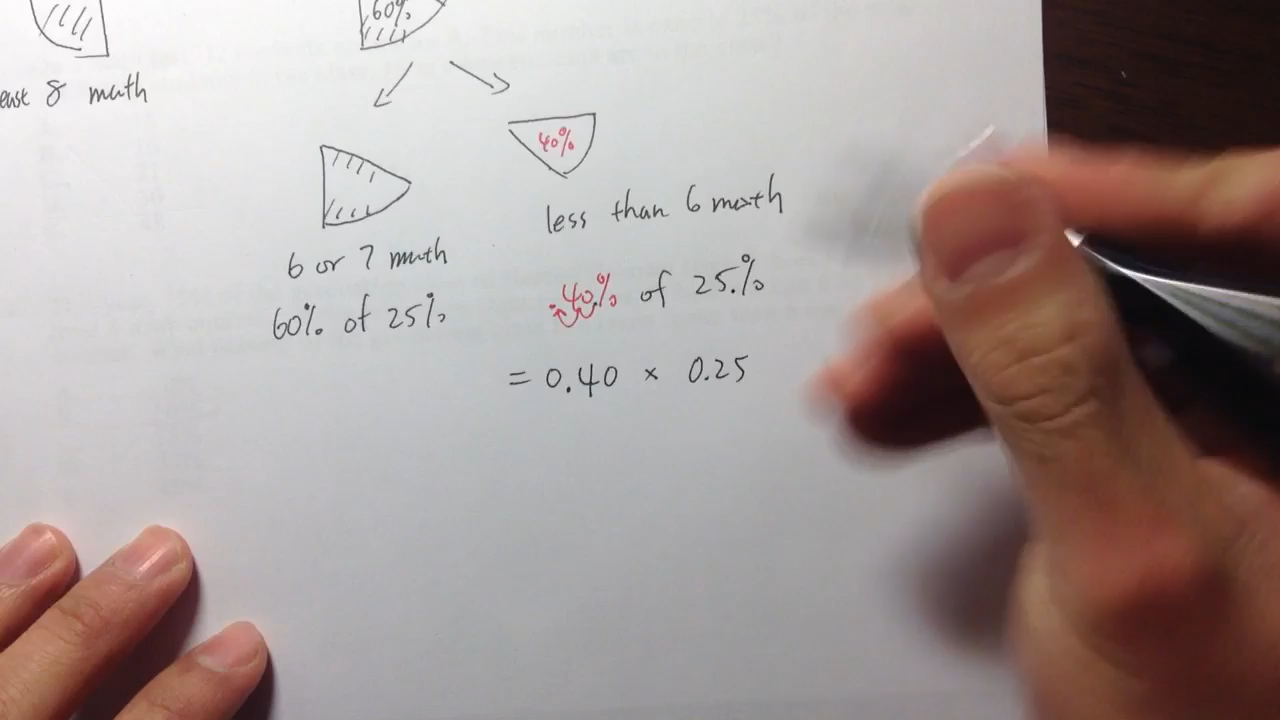 60%
8 math
40%
less than 6 math
6 or 7 math
40% of 25%
60% of 25%
= 0.40 × 0.25